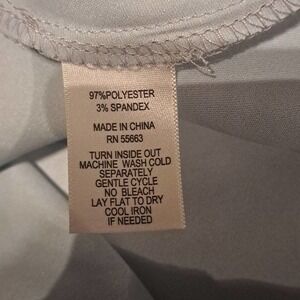 97%POLYESTER
3% SPANDEX
MADE IN CHINA
RN 55663
TURN INSIDE OUT
MACHINE WASH COLD
SEPARATELY
GENTLE CYCLE
NO BLEACH
LAY FLAT TO DRY
COOL IRON
IF NEEDED